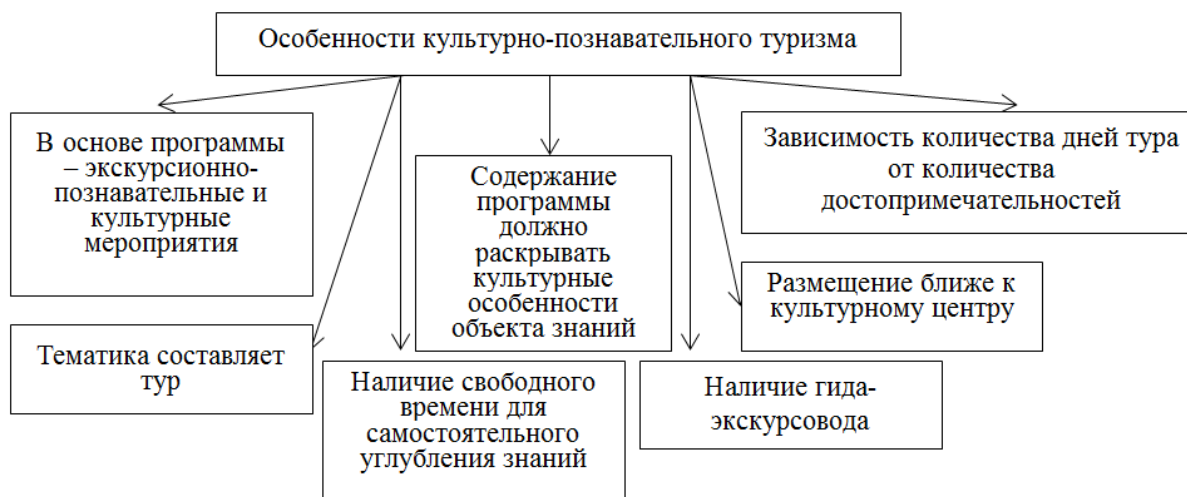 Особенности культурно-познавательного туризма
В основе программы
– экскурсионно-
познавательные и
культурные
мероприятия
Содержание
программы
должно
раскрывать
культурные
особенности
объекта знаний
Зависимость количества дней тура
от количества
достопримечательностей
Размещение ближе к
культурному центру
Тематика составляет
тур
Наличие свободного
времени для
самостоятельного
углубления знаний
Наличие гида-
экскурсовода